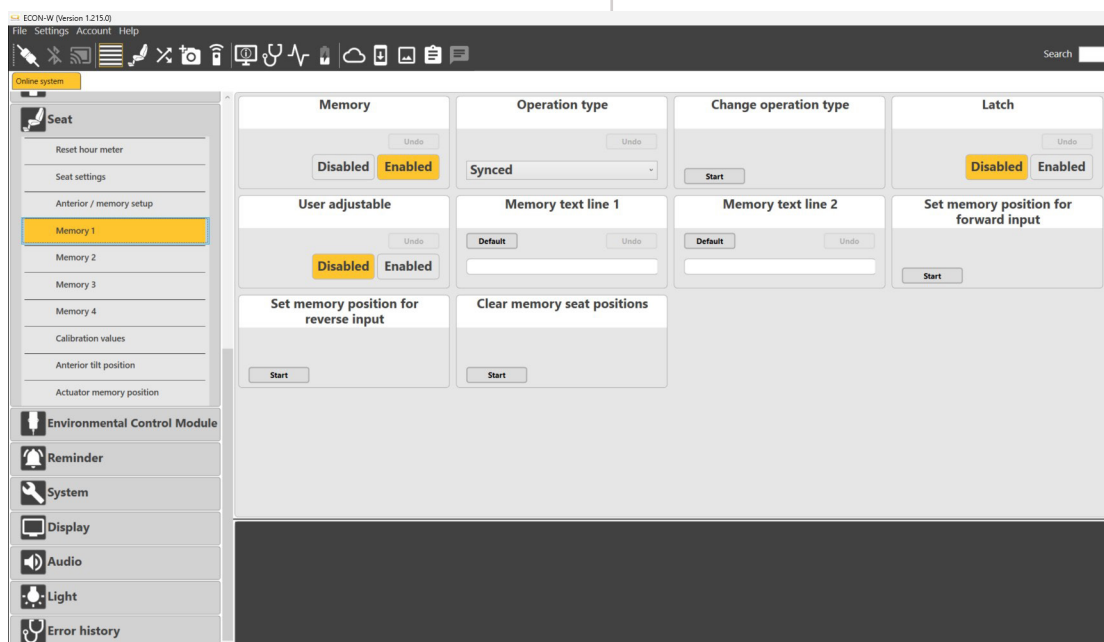 ECON-W (Version 1.215.0)
File Settings Account Help
Search
Online system
Seat
Reset hour meter
Seat settings
Anterior / memory setup
Memory 1
Memory 2
Memory 3
Memory 4
Calibration values
Anterior tilt position
Actuator memory position
Environmental Control Module
Reminder
System
Display
Audio
Light
Error history
Memory
Undo
Disabled Enabled
Operation type
Undo
Synced
Change operation type
Start
Latch
Undo
Disabled Enabled
User adjustable
Undo
Disabled Enabled
Memory text line 1
Default Undo
Memory text line 2
Default Undo
Set memory position for
forward input
Start
Set memory position for
reverse input
Start
Clear memory seat positions
Start